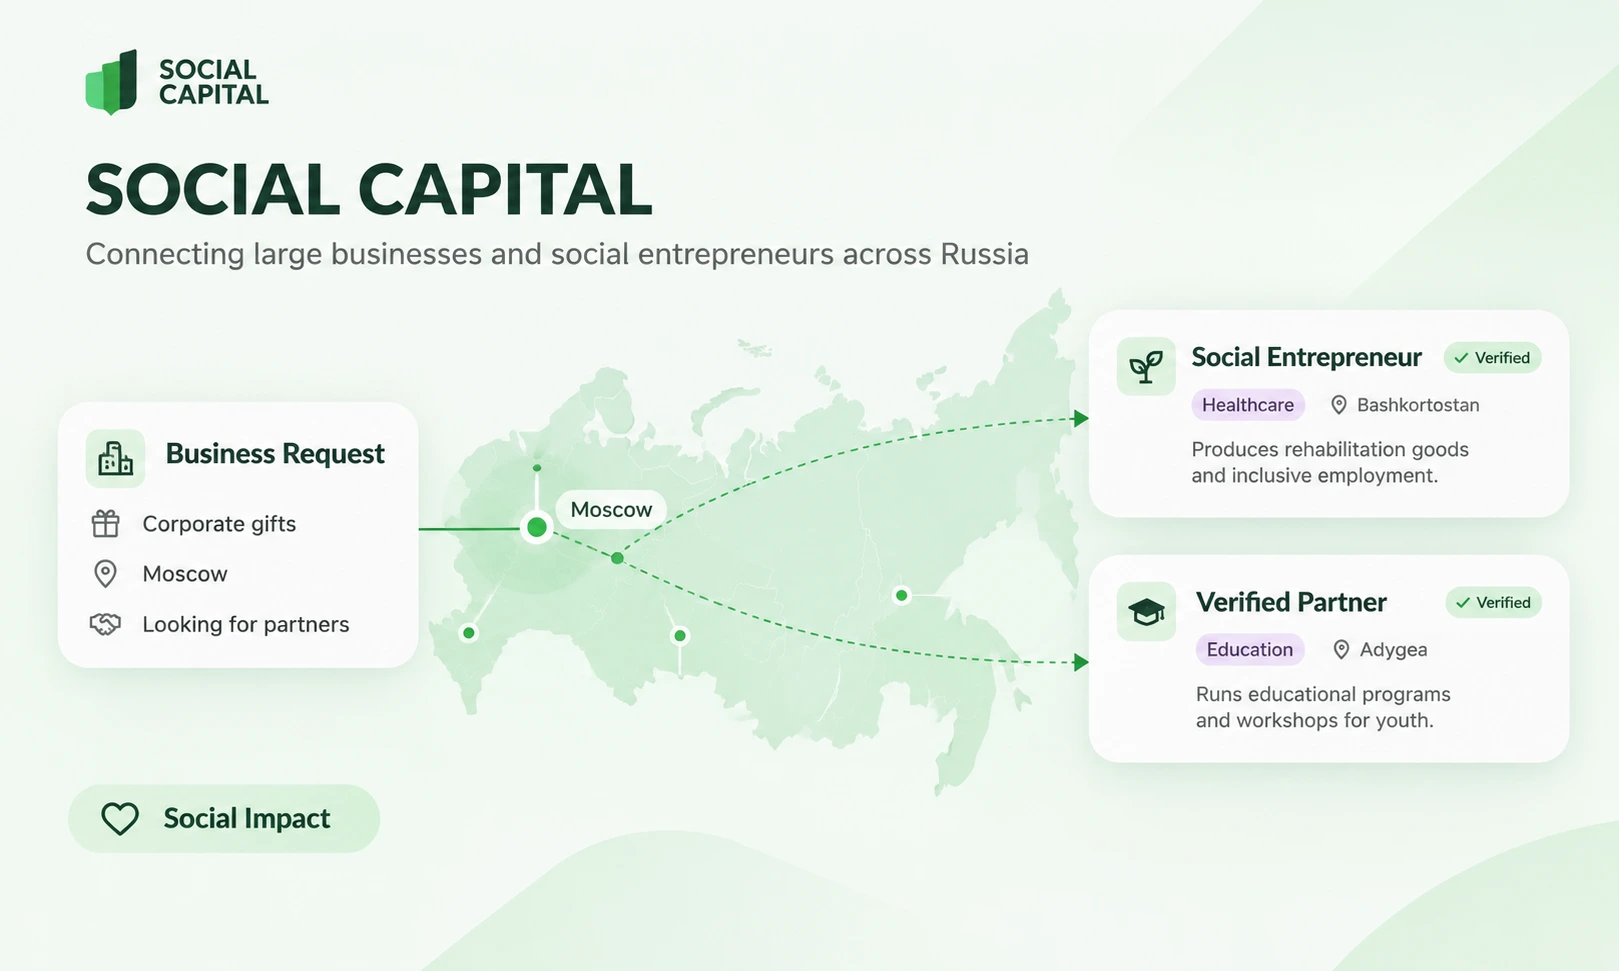 SOCIAL
CAPITAL
SOCIAL CAPITAL
Connecting large businesses and social entrepreneurs across Russia
Business Request
Corporate gifts
Moscow
Looking for partners
Moscow
Social Entrepreneur
Verified
Healthcare
Bashkortostan
Produces rehabilitation goods
and inclusive employment.
Verified Partner
Verified
Education
Adygea
Runs educational programs
and workshops for youth.
Social Impact